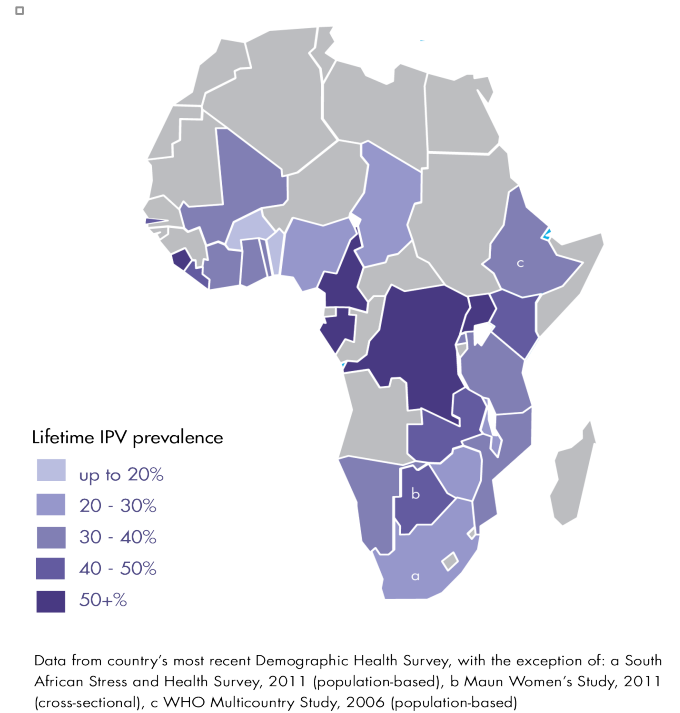 c
b
a
Lifetime IPV prevalence
up to 20%
20 - 30%
30 - 40%
40 - 50%
50+%
Data from country's most recent Demographic Health Survey, with the exception of: a South
African Stress and Health Survey, 2011 (population-based), b Maun Women's Study, 2011
(cross-sectional), c WHO Multicountry Study, 2006 (population-based)